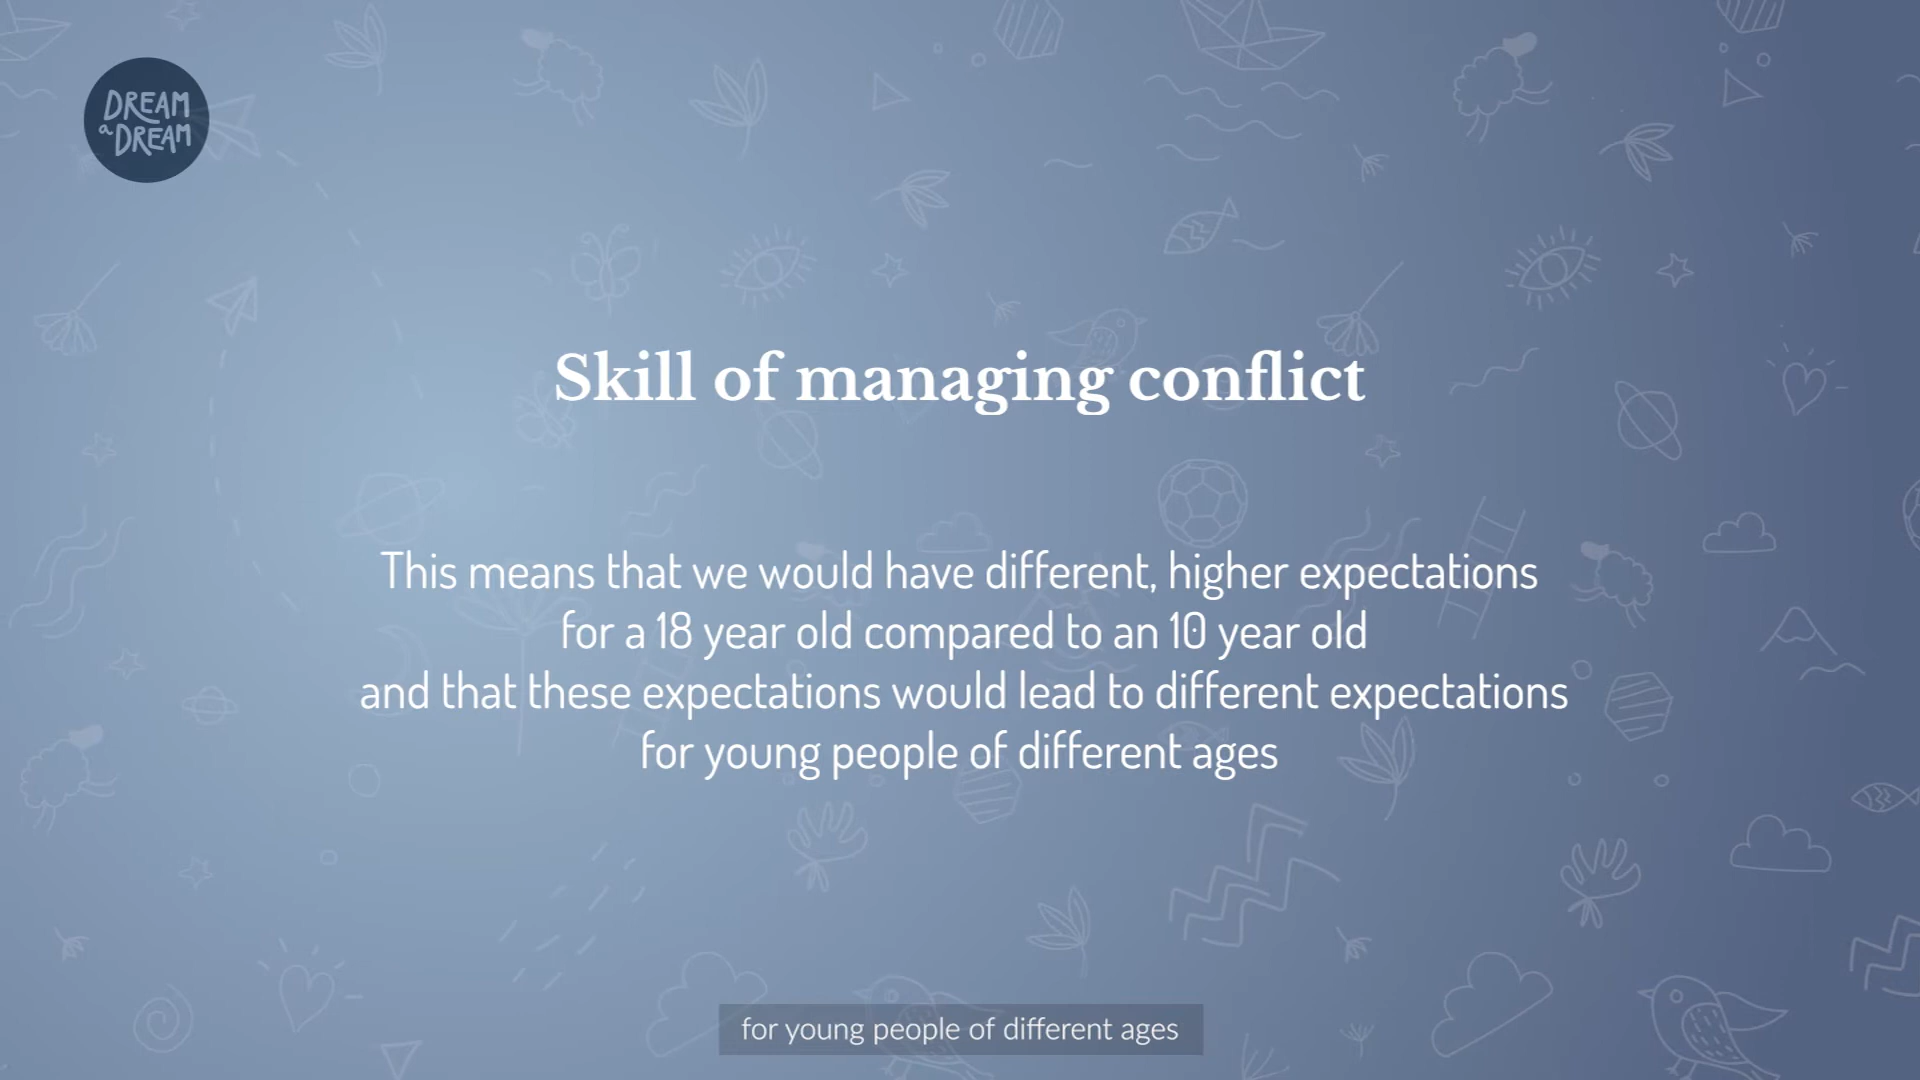 DREAM
a DREAM
Skill of managing conflict
This means that we would have different, higher expectations
for a 18 year old compared to an 10 year old
and that these expectations would lead to different expectations
for young people of different ages
for young people of different ages